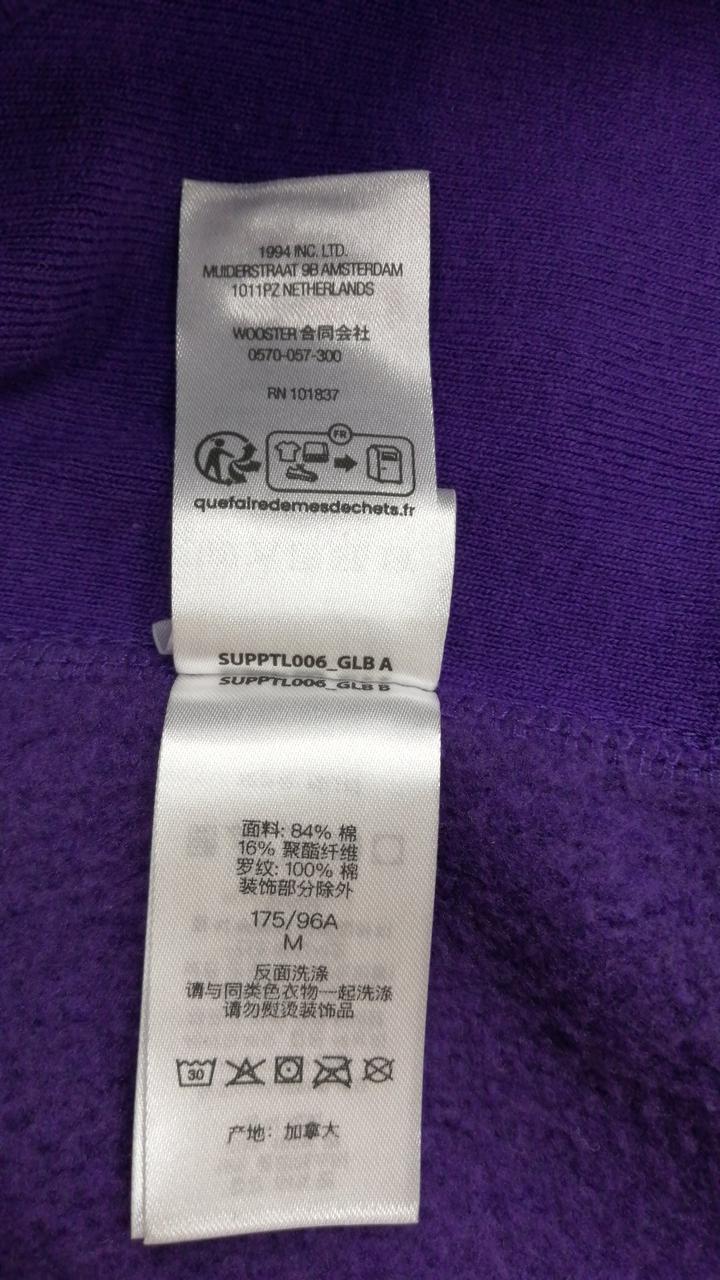 1994 INC. LTD.
MUIDERSTRAAT 9B AMSTERDAM
1011PZ NETHERLANDS
WOOSTER 合同会社
0570-057-300
RN 101837
FR
quefairedemesdechets.fr
SUPPTL006_GLB A
SUPPTL006_GLB B
面料: 84% 棉
16% 聚酯纤维
罗纹: 100% 棉
装饰部分除外
175/96A
M
反面洗涤
请与同类色衣物一起洗涤
请勿熨烫装饰品
30
产地: 加拿大